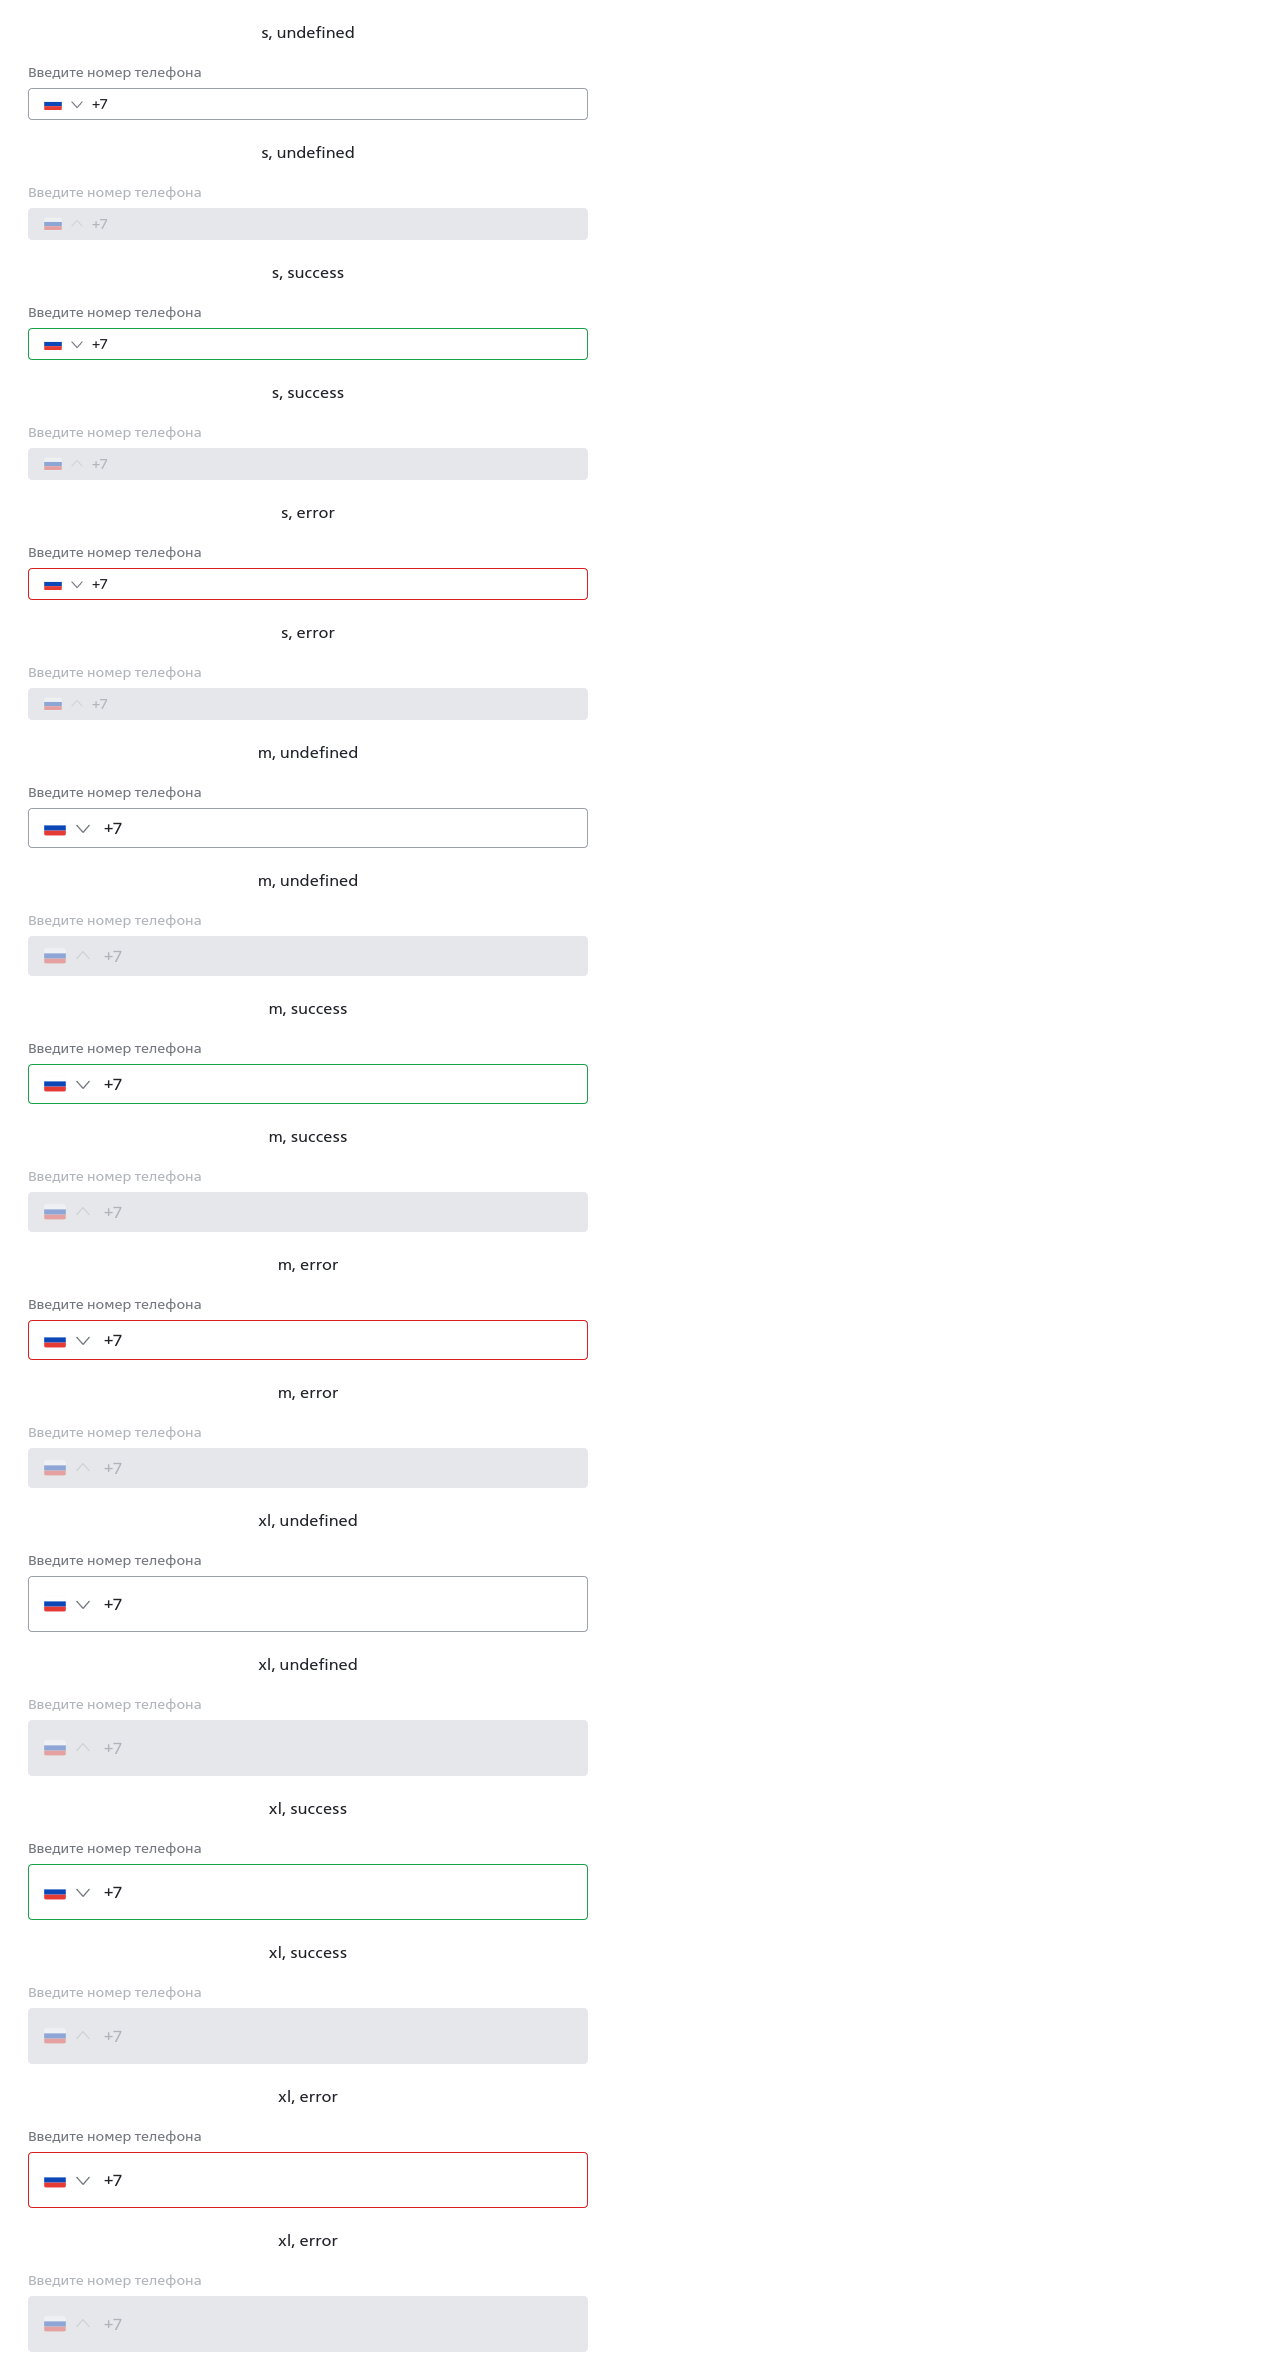 s, undefined
Введите номер телефона
+7
s, undefined
Введите номер телефона
+7
s, success
Введите номер телефона
+7
s, success
Введите номер телефона
+7
s, error
Введите номер телефона
+7
s, error
Введите номер телефона
+7
m, undefined
Введите номер телефона
+7
m, undefined
Введите номер телефона
+7
m, success
Введите номер телефона
+7
m, success
Введите номер телефона
+7
m, error
Введите номер телефона
+7
m, error
Введите номер телефона
+7
xl, undefined
Введите номер телефона
+7
xl, undefined
Введите номер телефона
+7
xl, success
Введите номер телефона
+7
xl, success
Введите номер телефона
+7
xl, error
Введите номер телефона
+7
xl, error
Введите номер телефона
+7